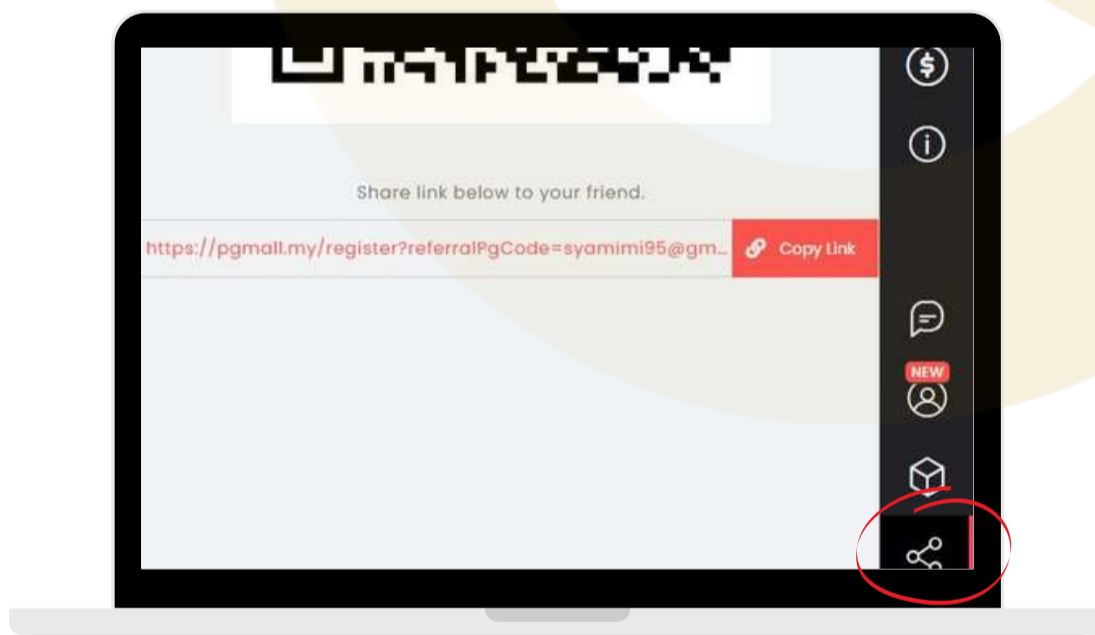 Share link below to your friend.
https://pgmall.my/register?referralPgCode=syamimi95@gm... Copy Link
NEW